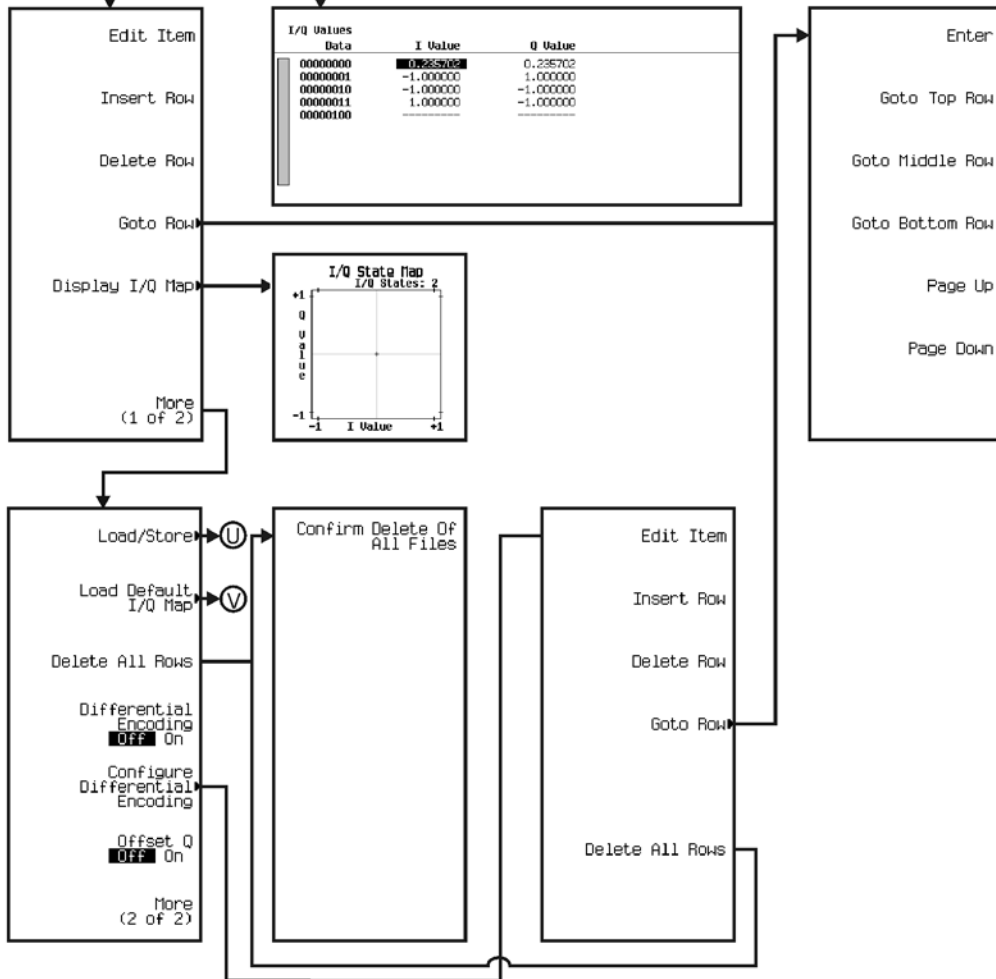 Edit Item
Insert Row
Delete Row
Goto Row
Display I/Q Map
More
(1 of 2)
I/Q Values
Data I Value Q Value
00000000 0.235702 0.235702
00000001 -1.000000 1.000000
00000010 -1.000000 -1.000000
00000011 1.000000 -1.000000
00000100 --------- ---------
I/Q State Map
I/Q States: 2
+1
Q Value
-1
-1 I Value +1
Enter
Goto Top Row
Goto Middle Row
Goto Bottom Row
Page Up
Page Down
Load/Store
U
Load Default
I/Q Map
V
Delete All Rows
Differential
Encoding
Off On
Configure
Differential
Encoding
Offset Q
Off On
More
(2 of 2)
Confirm Delete Of
All Files
Edit Item
Insert Row
Delete Row
Goto Row
Delete All Rows